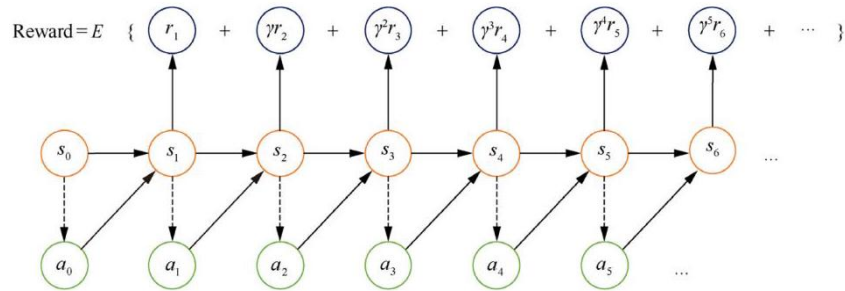 Reward = E { r₁ + γr₂ + γ²r₃ + γ³r₄ + γ⁴r₅ + γ⁵r₆ + ··· }
s₀ s₁ s₂ s₃ s₄ s₅ s₆ ...
a₀ a₁ a₂ a₃ a₄ a₅ ...